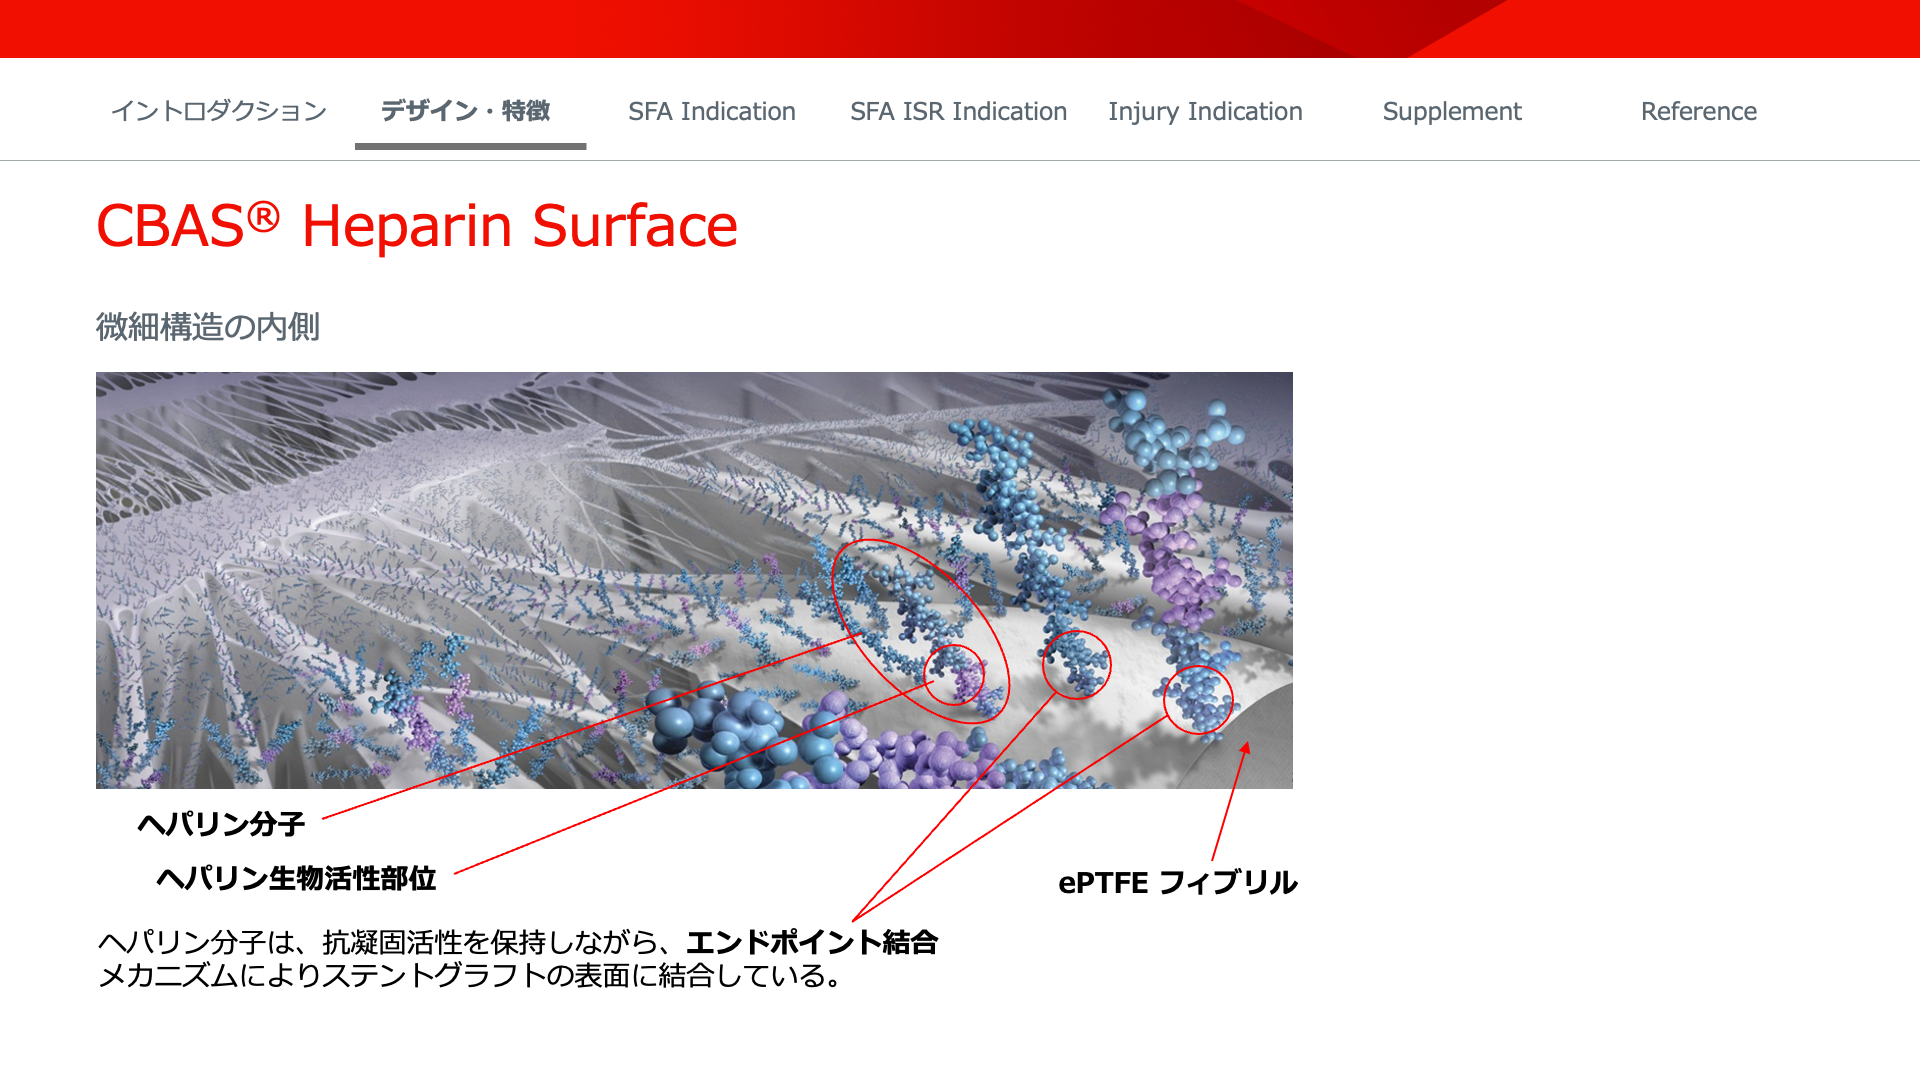 イントロダクション デザイン・特徴 SFA Indication SFA ISR Indication Injury Indication Supplement Reference
CBAS® Heparin Surface
微細構造の内側
ヘパリン分子
ヘパリン生物活性部位
ePTFE フィブリル
ヘパリン分子は、抗凝固活性を保持しながら、エンドポイント結合
メカニズムによりステントグラフトの表面に結合している。